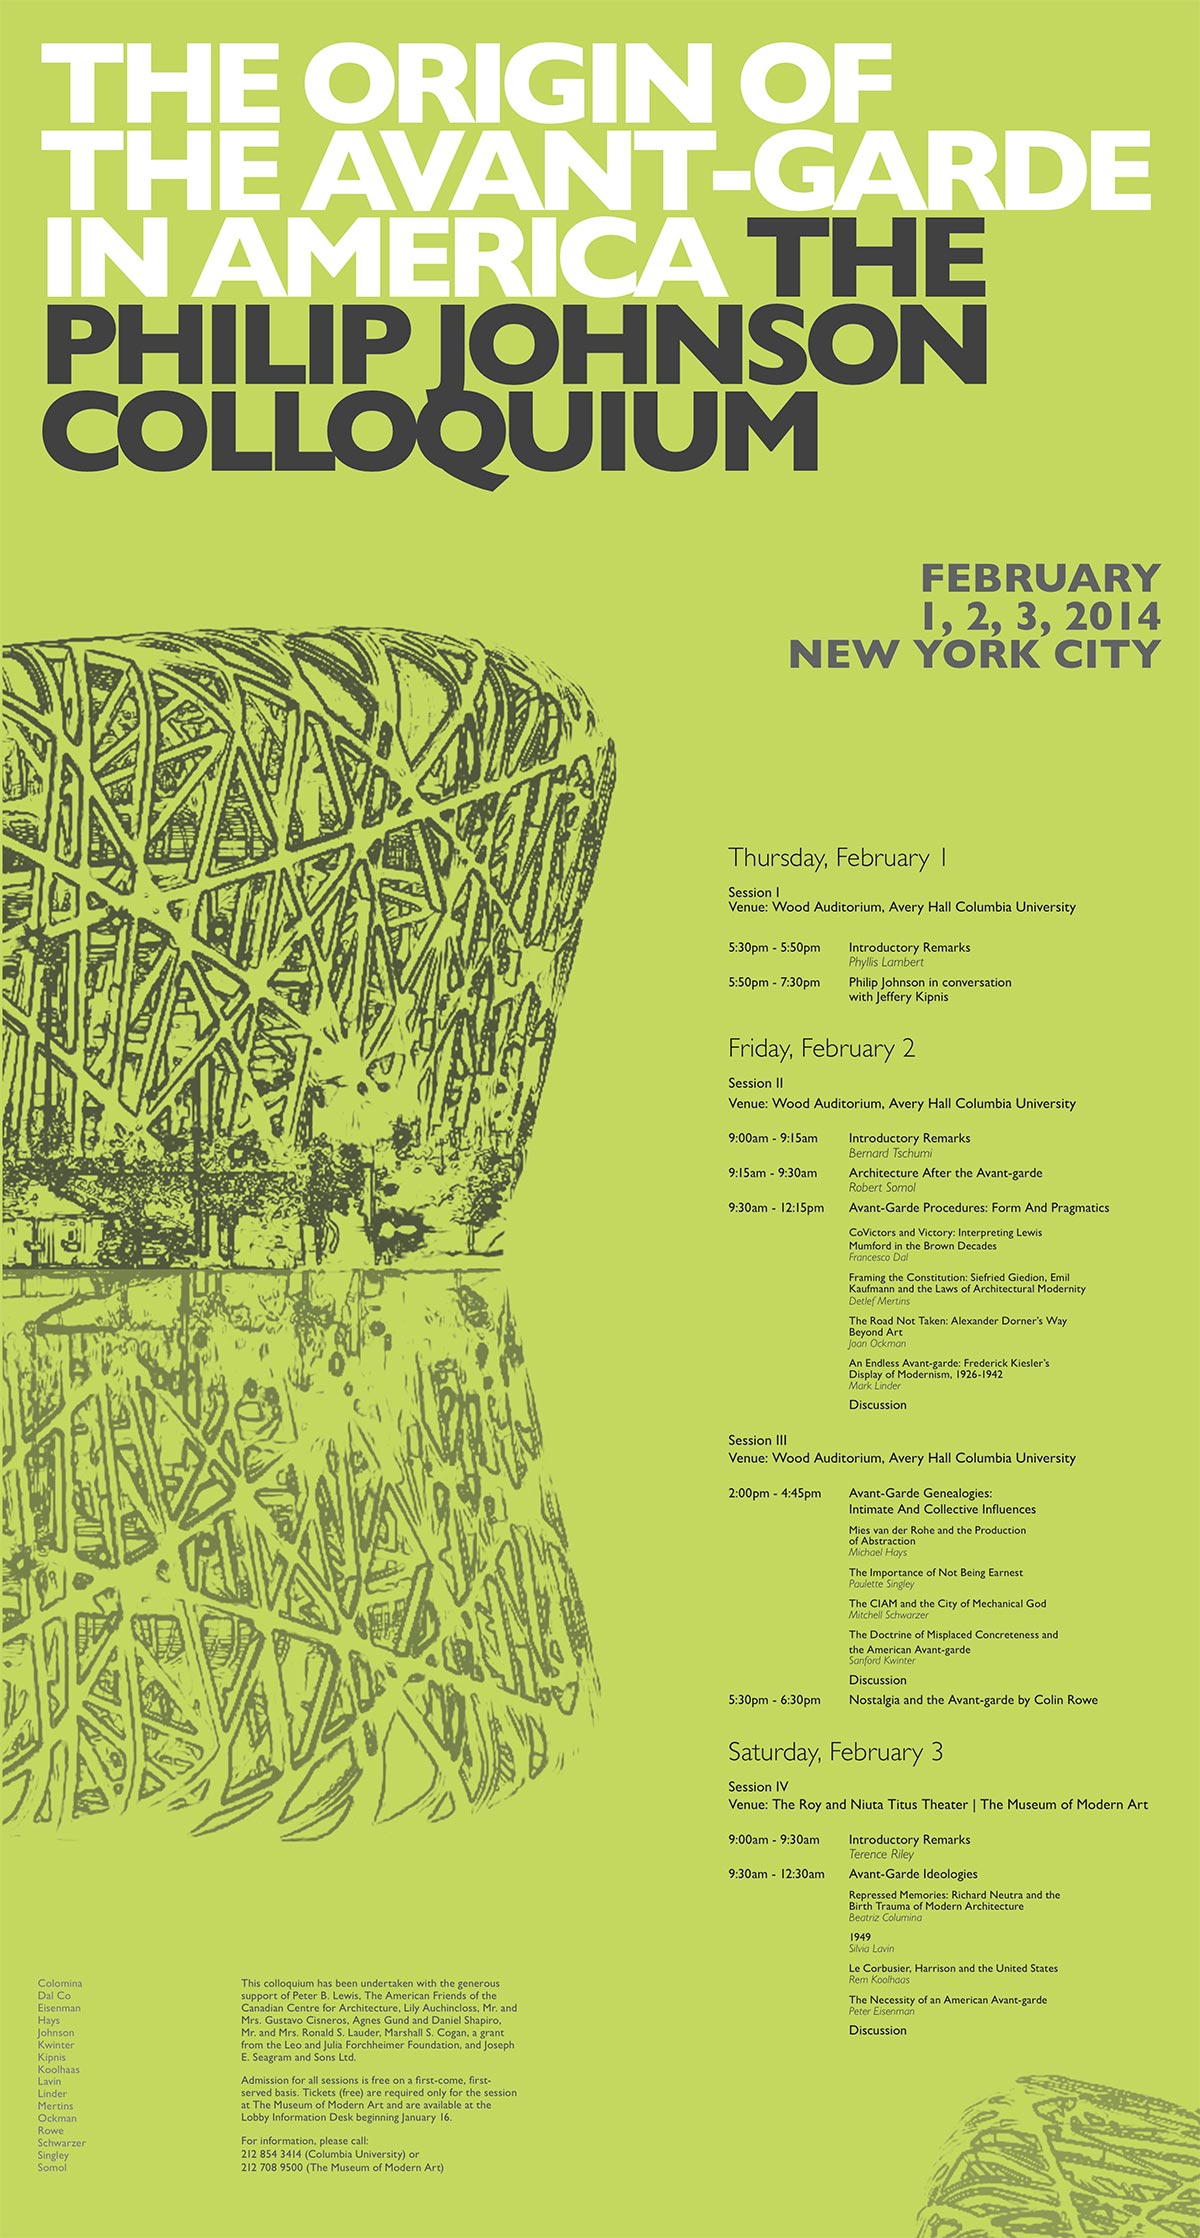 THE ORIGIN OF
THE AVANT-GARDE
IN AMERICA THE
PHILIP JOHNSON
COLLOQUIUM
FEBRUARY
1, 2, 3, 2014
NEW YORK CITY
Thursday, February 1
Session I
Venue: Wood Auditorium, Avery Hall Columbia University
5:30pm - 5:50pm Introductory Remarks
Phyllis Lambert
5:50pm - 7:30pm Philip Johnson in conversation
with Jeffery Kipnis
Friday, February 2
Session II
Venue: Wood Auditorium, Avery Hall Columbia University
9:00am - 9:15am Introductory Remarks
Bernard Tschumi
9:15am - 9:30am Architecture After the Avant-garde
Robert Somol
9:30am - 12:15pm Avant-Garde Procedures: Form And Pragmatics
CoVictors and Victory: Interpreting Lewis
Mumford in the Brown Decades
Francesco Dal
Framing the Constitution: Siefried Giedion, Emil
Kaufmann and the Laws of Architectural Modernity
Detlef Mertins
The Road Not Taken: Alexander Dorner's Way
Beyond Art
Joan Ockman
An Endless Avant-garde: Frederick Kiesler's
Display of Modernism, 1926-1942
Mark Linder
Discussion
Session III
Venue: Wood Auditorium, Avery Hall Columbia University
2:00pm - 4:45pm Avant-Garde Genealogies:
Intimate And Collective Influences
Mies van der Rohe and the Production
of Abstraction
Michael Hays
The Importance of Not Being Earnest
Paulette Singley
The CIAM and the City of Mechanical God
Mitchell Schwarzer
The Doctrine of Misplaced Concreteness and
the American Avant-garde
Sanford Kwinter
Discussion
5:30pm - 6:30pm Nostalgia and the Avant-garde by Colin Rowe
Saturday, February 3
Session IV
Venue: The Roy and Niuta Titus Theater | The Museum of Modern Art
9:00am - 9:30am Introductory Remarks
Terence Riley
9:30am - 12:30am Avant-Garde Ideologies
Repressed Memories: Richard Neutra and the
Birth Trauma of Modern Architecture
Beatriz Columina
1949
Silvia Lavin
Le Corbusier, Harrison and the United States
Rem Koolhaas
The Necessity of an American Avant-garde
Peter Eisenman
Discussion
Colomina
Dal Co
Eisenman
Hays
Johnson
Kwinter
Kipnis
Koolhaas
Lavin
Linder
Mertins
Ockman
Rowe
Schwarzer
Singley
Somol
This colloquium has been undertaken with the generous
support of Peter B. Lewis, The American Friends of the
Canadian Centre for Architecture, Lily Auchincloss, Mr. and
Mrs. Gustavo Cisneros, Agnes Gund and Daniel Shapiro,
Mr. and Mrs. Ronald S. Lauder, Marshall S. Cogan, a grant
from the Leo and Julia Forchheimer Foundation, and Joseph
E. Seagram and Sons Ltd.
Admission for all sessions is free on a first-come, first-
served basis. Tickets (free) are required only for the session
at The Museum of Modern Art and are available at the
Lobby Information Desk beginning January 16.
For information, please call:
212 854 3414 (Columbia University) or
212 708 9500 (The Museum of Modern Art)